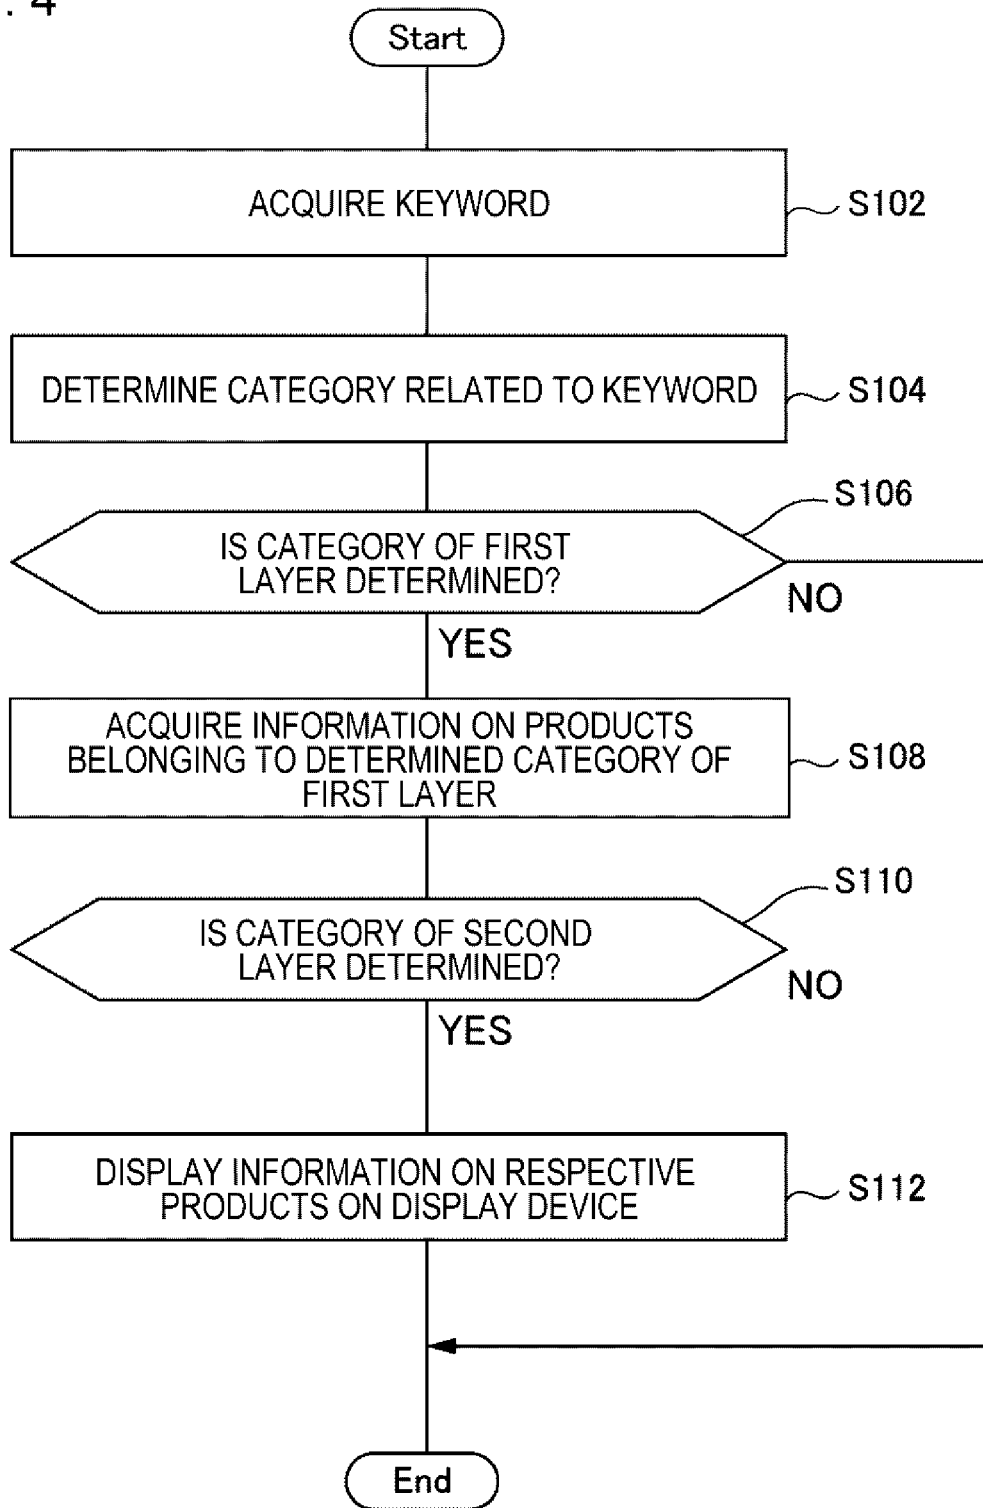 . 4
Start
ACQUIRE KEYWORD
S102
DETERMINE CATEGORY RELATED TO KEYWORD
S104
S106
IS CATEGORY OF FIRST
LAYER DETERMINED?
NO
YES
ACQUIRE INFORMATION ON PRODUCTS
BELONGING TO DETERMINED CATEGORY OF
FIRST LAYER
S108
S110
IS CATEGORY OF SECOND
LAYER DETERMINED?
NO
YES
DISPLAY INFORMATION ON RESPECTIVE
PRODUCTS ON DISPLAY DEVICE
S112
End